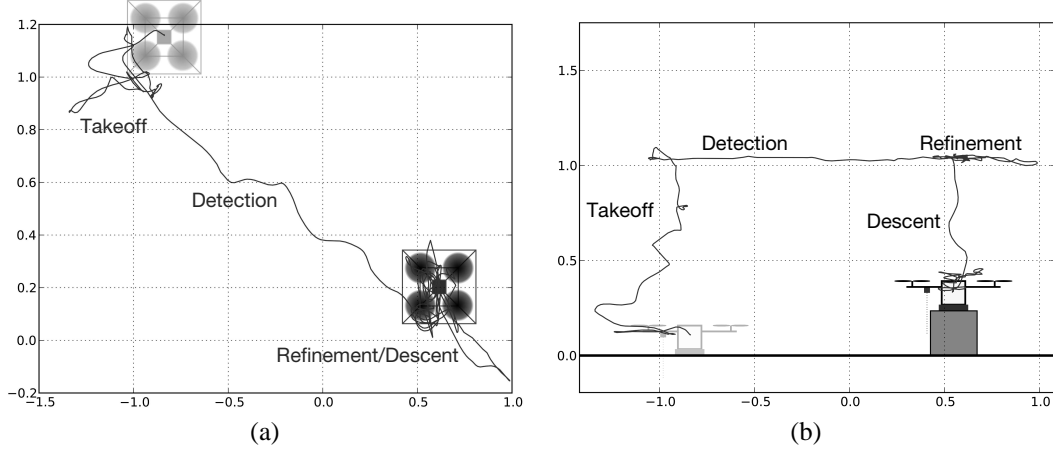 1.2
1.0
0.8
0.6
0.4
0.2
0.0
−0.2
−1.5 −1.0 −0.5 0.0 0.5 1.0
Takeoff
Detection
Refinement/Descent
(a)
1.5
1.0
0.5
0.0
−1.0 −0.5 0.0 0.5 1.0
Detection Refinement
Takeoff
Descent
(b)